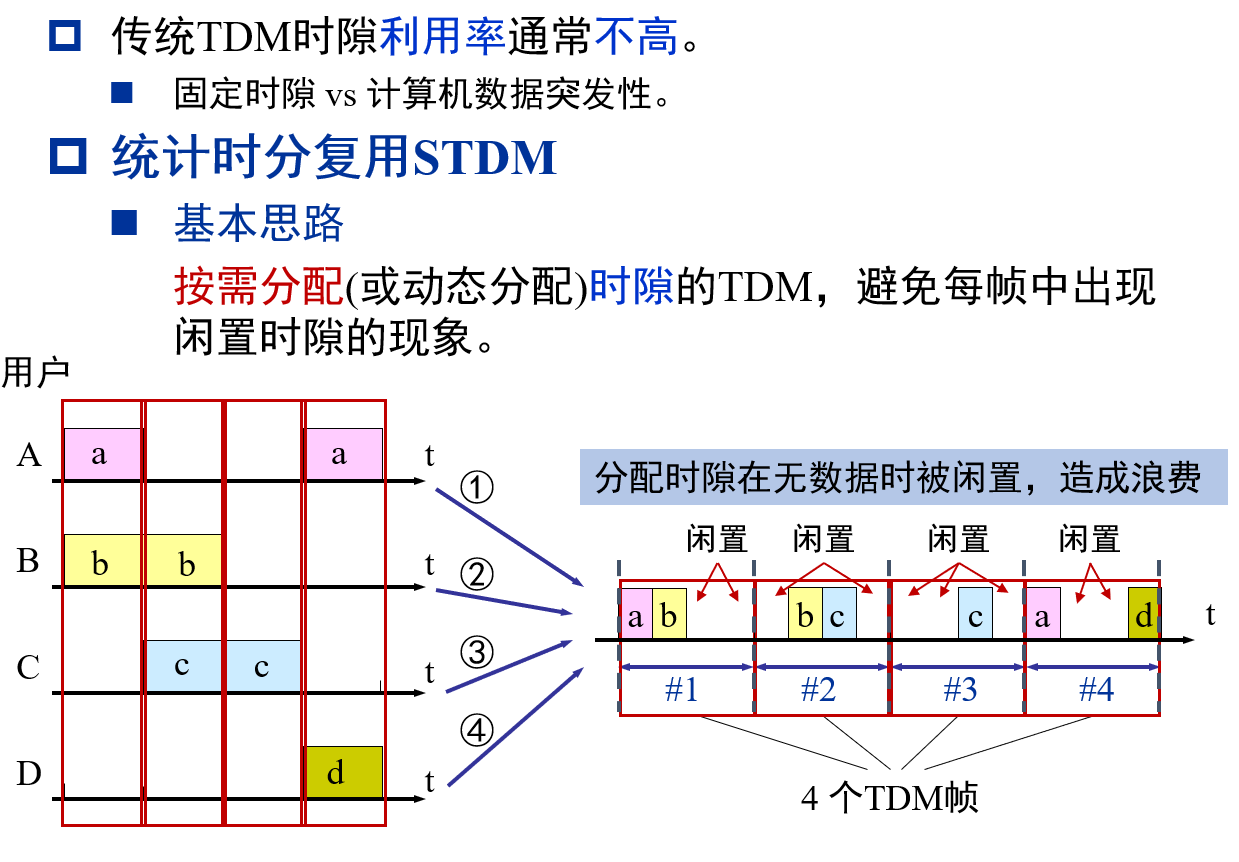 传统TDM时隙利用率通常不高。
固定时隙 vs 计算机数据突发性。
统计时分复用STDM
基本思路
按需分配(或动态分配)时隙的TDM，避免每帧中出现
闲置时隙的现象。
用户
A a a t
①
B b b t
②
C c c t
③
D d t
④
分配时隙在无数据时被闲置，造成浪费
闲置 闲置 闲置 闲置
a b b c c a d t
#1 #2 #3 #4
4 个TDM帧